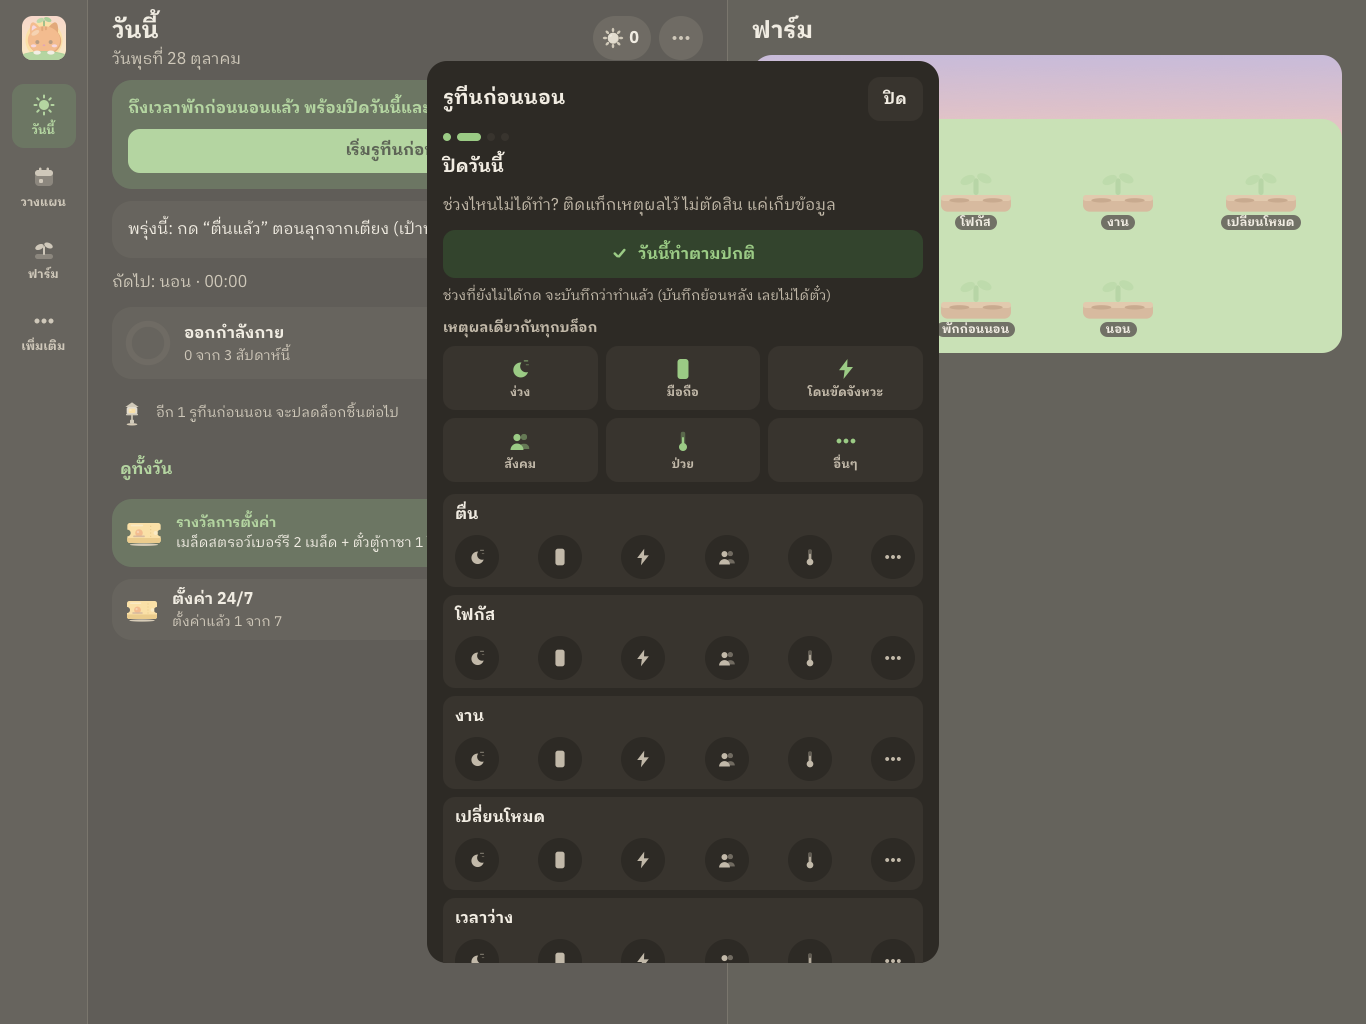 วันนี้
วางแผน
ฟาร์ม
เพิ่มเติม
วันนี้
วันพุธที่ 28 ตุลาคม
0
ถึงเวลาพักก่อนนอนแล้ว พร้อมปิดวันนี้และ
เริ่มรูทีนก่อน
พรุ่งนี้: กด “ตื่นแล้ว” ตอนลุกจากเตียง (เป้า
ถัดไป: นอน · 00:00
ออกกำลังกาย
0 จาก 3 สัปดาห์นี้
อีก 1 รูทีนก่อนนอน จะปลดล็อกชิ้นต่อไป
ดูทั้งวัน
รางวัลการตั้งค่า
เมล็ดสตรอว์เบอร์รี 2 เมล็ด + ตั๋วตู้กาชา 1
ตั้งค่า 24/7
ตั้งค่าแล้ว 1 จาก 7
รูทีนก่อนนอน
ปิด
ปิดวันนี้
ช่วงไหนไม่ได้ทำ? ติดแท็กเหตุผลไว้ ไม่ตัดสิน แค่เก็บข้อมูล
วันนี้ทำตามปกติ
ช่วงที่ยังไม่ได้กด จะบันทึกว่าทำแล้ว (บันทึกย้อนหลัง เลยไม่ได้ตั๋ว)
เหตุผลเดียวกันทุกบล็อก
ง่วง
มือถือ
โดนขัดจังหวะ
สังคม
ป่วย
อื่นๆ
ตื่น
โฟกัส
งาน
เปลี่ยนโหมด
เวลาว่าง
ฟาร์ม
โฟกัส
งาน
เปลี่ยนโหมด
พักก่อนนอน
นอน